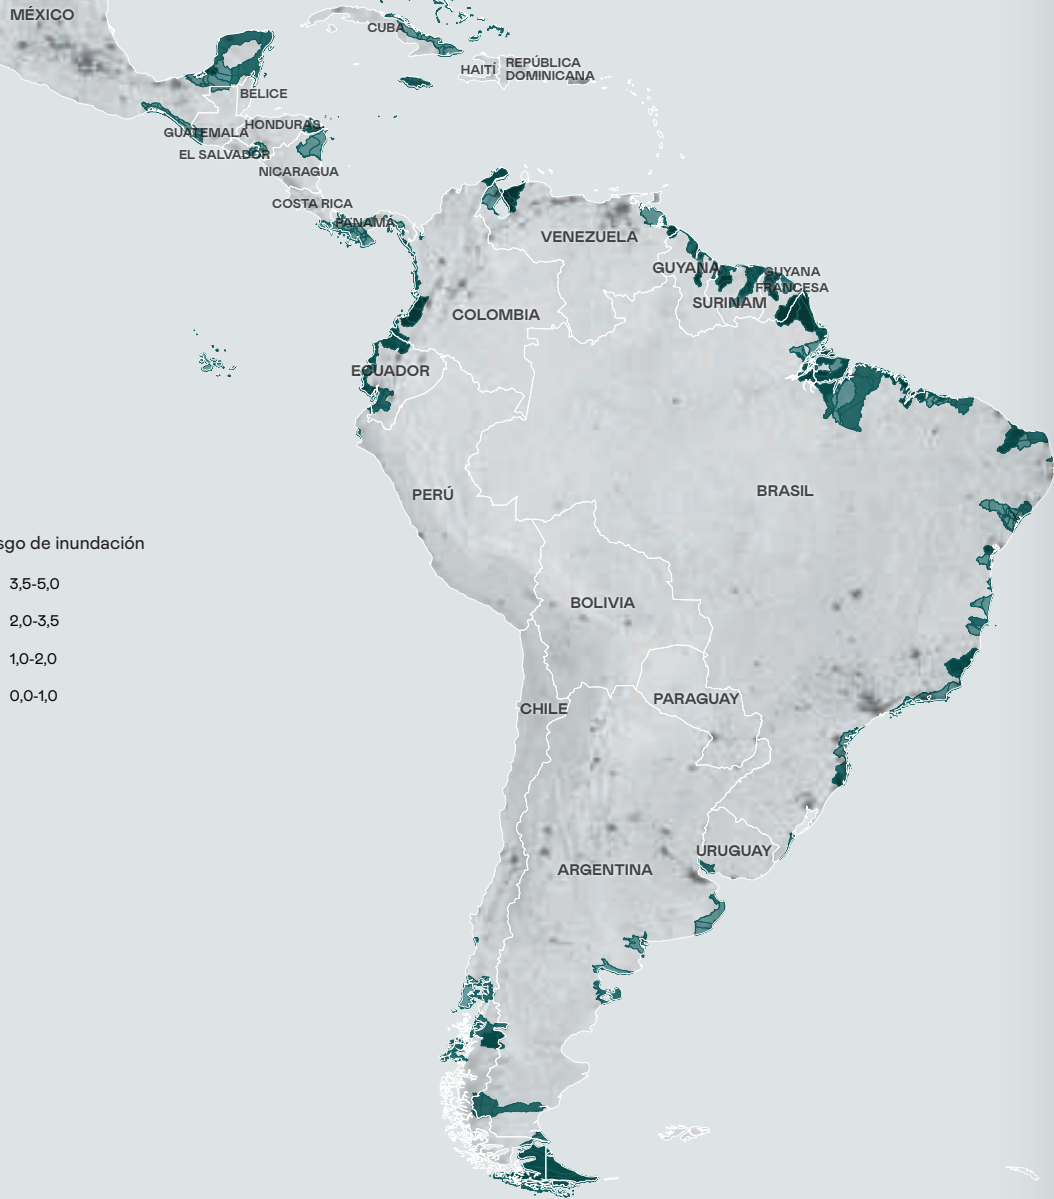 MÉXICO
CUBA
HAITÍ
REPÚBLICA
DOMINICANA
BELICE
GUATEMALA
HONDURAS
EL SALVADOR
NICARAGUA
COSTA RICA
PANAMÁ
VENEZUELA
GUYANA
GUYANA
FRANCESA
SURINAM
COLOMBIA
ECUADOR
PERÚ
BRASIL
sgo de inundación
3,5-5,0
2,0-3,5
1,0-2,0
0,0-1,0
BOLIVIA
PARAGUAY
CHILE
URUGUAY
ARGENTINA